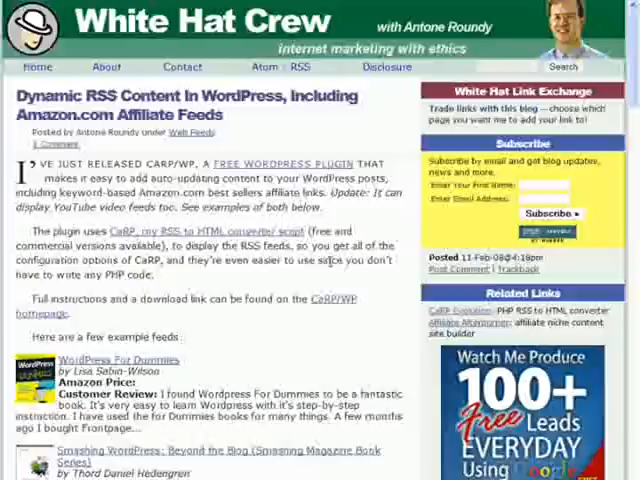 White Hat Crew with Antone Roundy
internet marketing with ethics
Home About Contact Atom : RSS Disclosure Search
Dynamic RSS Content In WordPress, Including
Amazon.com Affiliate Feeds
Posted by Antone Roundy under Web Feeds
1 Comment
I'VE JUST RELEASED CARP/WP, A FREE WORDPRESS PLUGIN THAT
makes it easy to add auto-updating content to your WordPress posts,
including keyword-based Amazon.com best sellers affiliate links. Update: It can
display YouTube video feeds too. See examples of both below.
The plugin uses CaRP, my RSS to HTML converter script (free and
commercial versions available), to display the RSS feeds, so you get all of the
configuration options of CaRP, and they're even easier to use since you don't
have to write any PHP code.
Full instructions and a download link can be found on the CaRP/WP
homepage.
Here are a few example feeds:
WordPress For Dummies
by Lisa Sabin-Wilson
Amazon Price:
Customer Review: I found WordPress For Dummies to be a fantastic
book. It's very easy to learn Wordpress with it's step-by-step
instruction. I have used the for Dummies books for many things. A few months
ago I bought Frontpage...
Smashing WordPress: Beyond the Blog (Smashing Magazine Book
Series)
by Thord Daniel Hedengren
White Hat Link Exchange
Trade links with this blog -- choose which
page you want me to add your link to!
Subscribe
Subscribe by email and get blog updates,
news and more.
Enter Your First Name:
Enter Email Address:
Subscribe »
Posted 11-Feb-08@4:18pm
Post Comment | Trackback
Related Links
CaRP Evolution: PHP RSS to HTML converter
Affiliate Afterburner: affiliate niche content
site builder
Watch Me Produce
100+
Free Leads
EVERYDAY
Using Google